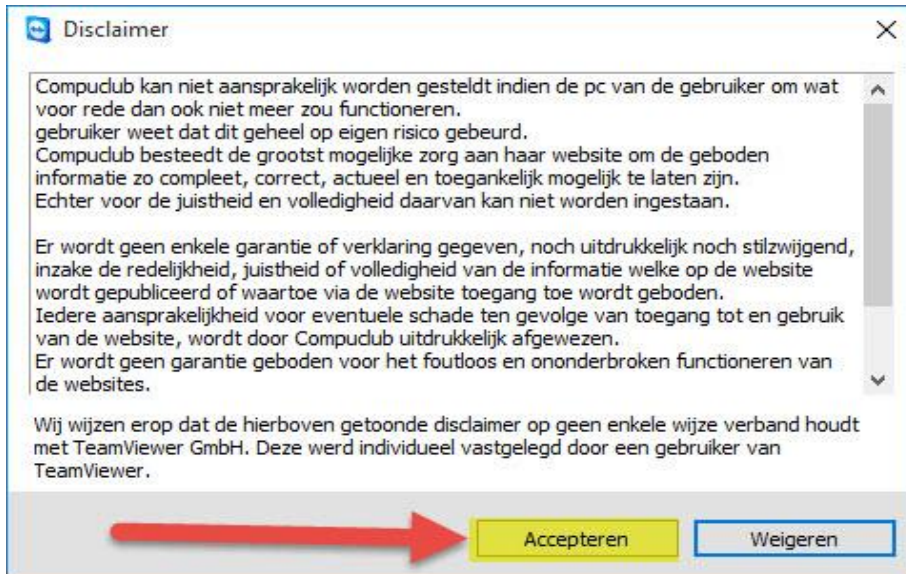 Disclaimer
Compuclub kan niet aansprakelijk worden gesteldt indien de pc van de gebruiker om wat
voor rede dan ook niet meer zou functioneren.
gebruiker weet dat dit geheel op eigen risico gebeurd.
Compuclub besteedt de grootst mogelijke zorg aan haar website om de geboden
informatie zo compleet, correct, actueel en toegankelijk mogelijk te laten zijn.
Echter voor de juistheid en volledigheid daarvan kan niet worden ingestaan.
Er wordt geen enkele garantie of verklaring gegeven, noch uitdrukkelijk noch stilzwijgend,
inzake de redelijkheid, juistheid of volledigheid van de informatie welke op de website
wordt gepubliceerd of waartoe via de website toegang toe wordt geboden.
Iedere aansprakelijkheid voor eventuele schade ten gevolge van toegang tot en gebruik
van de website, wordt door Compuclub uitdrukkelijk afgewezen.
Er wordt geen garantie geboden voor het foutloos en ononderbroken functioneren van
de websites.
Wij wijzen erop dat de hierboven getoonde disclaimer op geen enkele wijze verband houdt
met TeamViewer GmbH. Deze werd individueel vastgelegd door een gebruiker van
TeamViewer.
Accepteren
Weigeren